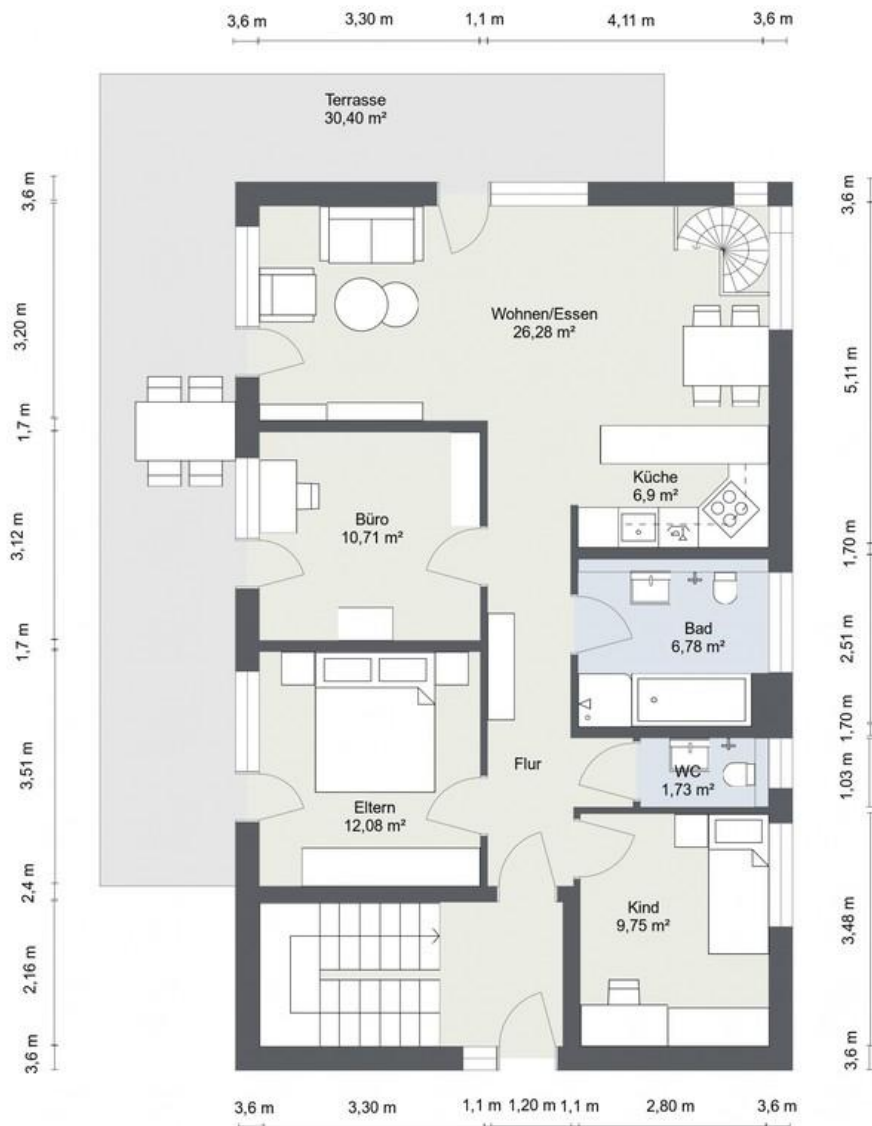 3,6 m
3,30 m
1,1 m
4,11 m
3,6 m
Terrasse
30,40 m²
3,6 m
3,20 m
1,7 m
3,12 m
1,7 m
3,51 m
2,4 m
2,16 m
3,6 m
Wohnen/Essen
26,28 m²
Küche
6,9 m²
Büro
10,71 m²
Bad
6,78 m²
WC
1,73 m²
Flur
Eltern
12,08 m²
Kind
9,75 m²
3,6 m
5,11 m
1,70 m
2,51 m
1,70 m
1,03 m
3,48 m
3,6 m
3,6 m
3,30 m
1,1 m
1,20 m
1,1 m
2,80 m
3,6 m